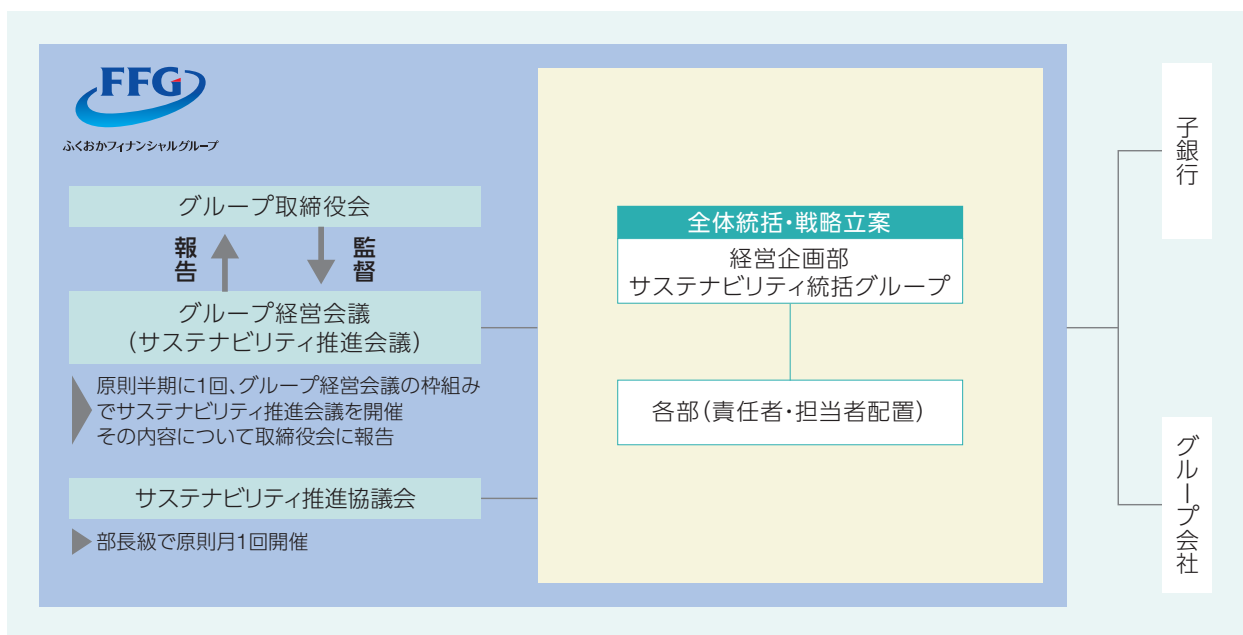 FFG
ふくおかフィナンシャルグループ
グループ取締役会
報告
監督
グループ経営会議
（サステナビリティ推進会議）
原則半期に1回、グループ経営会議の枠組み
でサステナビリティ推進会議を開催
その内容について取締役会に報告
サステナビリティ推進協議会
部長級で原則月1回開催
全体統括・戦略立案
経営企画部
サステナビリティ統括グループ
各部（責任者・担当者配置）
子銀行
グループ会社